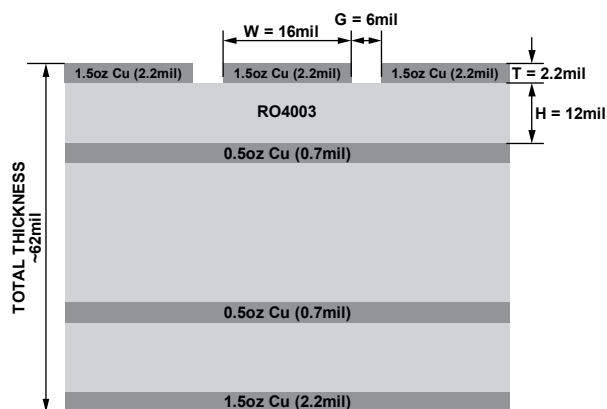 W = 16mil
G = 6mil
1.5oz Cu (2.2mil)
1.5oz Cu (2.2mil)
1.5oz Cu (2.2mil)
T = 2.2mil
RO4003
H = 12mil
0.5oz Cu (0.7mil)
TOTAL THICKNESS
~62mil
0.5oz Cu (0.7mil)
1.5oz Cu (2.2mil)